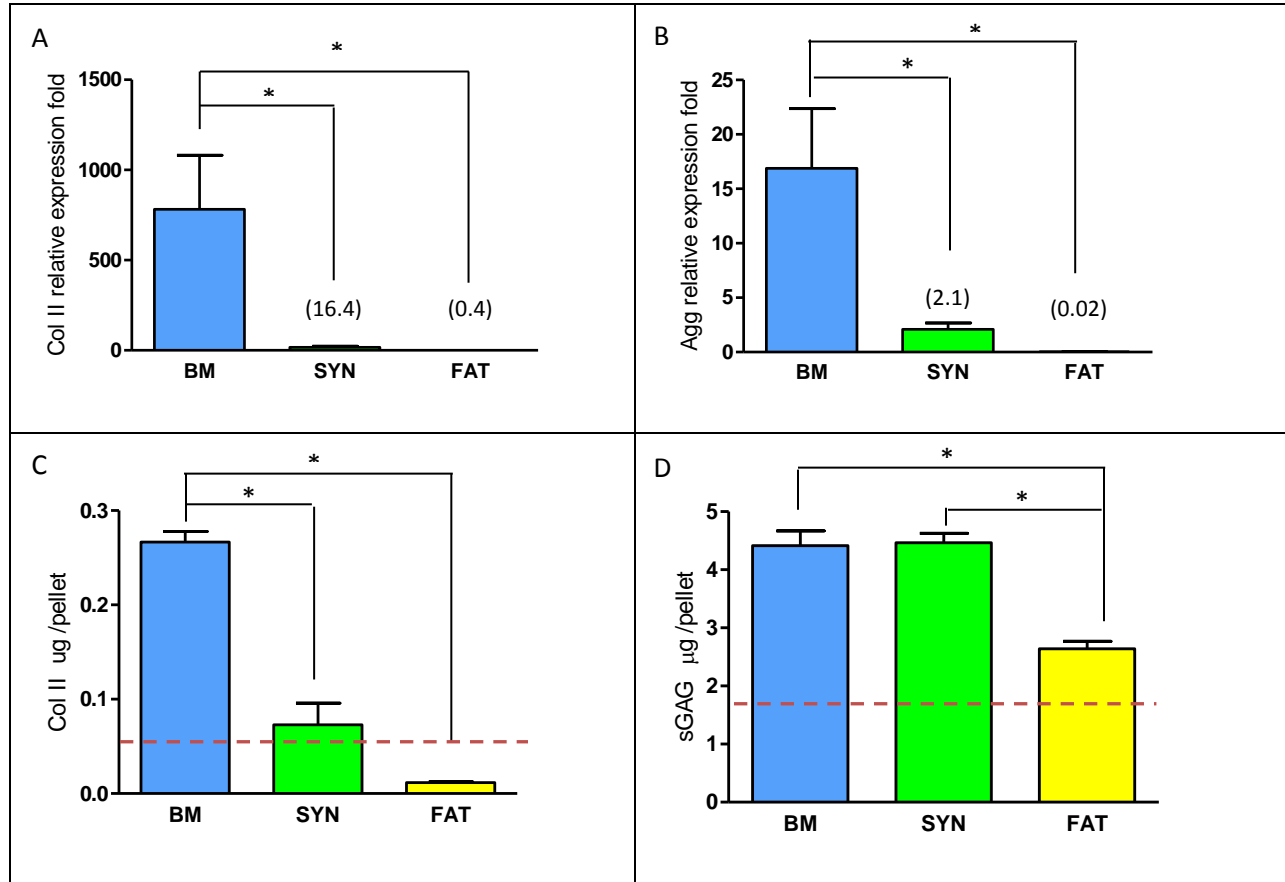 A
Col II relative expression fold
1500
1000
500
0
*
*
(16.4)
(0.4)
BM SYN FAT
B
Agg relative expression fold
25
20
15
10
5
0
*
*
(2.1)
(0.02)
BM SYN FAT
C
Col II ug /pellet
0.3
0.2
0.1
0.0
*
*
BM SYN FAT
D
sGAG μg /pellet
5
4
3
2
1
0
*
*
BM SYN FAT